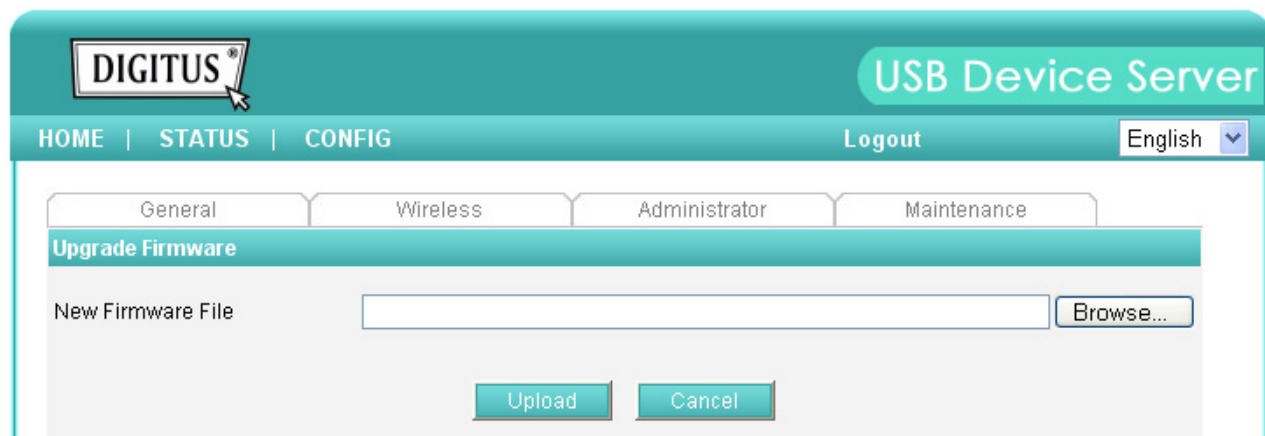 DIGITUS®
USB Device Server
HOME | STATUS | CONFIG Logout English
General Wireless Administrator Maintenance
Upgrade Firmware
New Firmware File Browse...
Upload Cancel